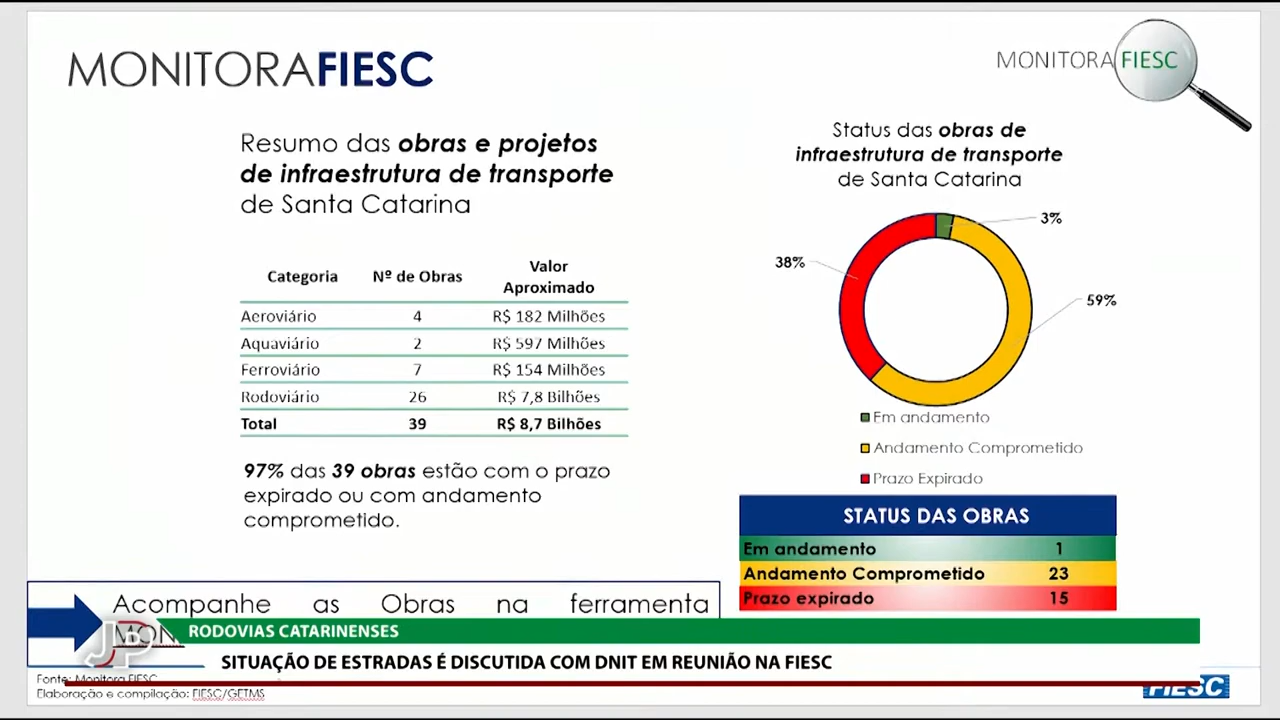 MONITORAFIESC
MONITORAFIESC
Resumo das obras e projetos
de infraestrutura de transporte
de Santa Catarina
Categoria Nº de Obras Valor Aproximado
Aeroviário 4 R$ 182 Milhões
Aquaviário 2 R$ 597 Milhões
Ferroviário 7 R$ 154 Milhões
Rodoviário 26 R$ 7,8 Bilhões
Total 39 R$ 8,7 Bilhões
97% das 39 obras estão com o prazo
expirado ou com andamento
comprometido.
Status das obras de
infraestrutura de transporte
de Santa Catarina
3%
38%
59%
Em andamento
Andamento Comprometido
Prazo Expirado
STATUS DAS OBRAS
Em andamento 1
Andamento Comprometido 23
Prazo expirado 15
Acompanhe as Obras na ferramenta
JP
RODOVIAS CATARINENSES
SITUAÇÃO DE ESTRADAS É DISCUTIDA COM DNIT EM REUNIÃO NA FIESC
Fonte: Monitora FIESC
Elaboração e compilação: FIESC/GETMS
FIESC